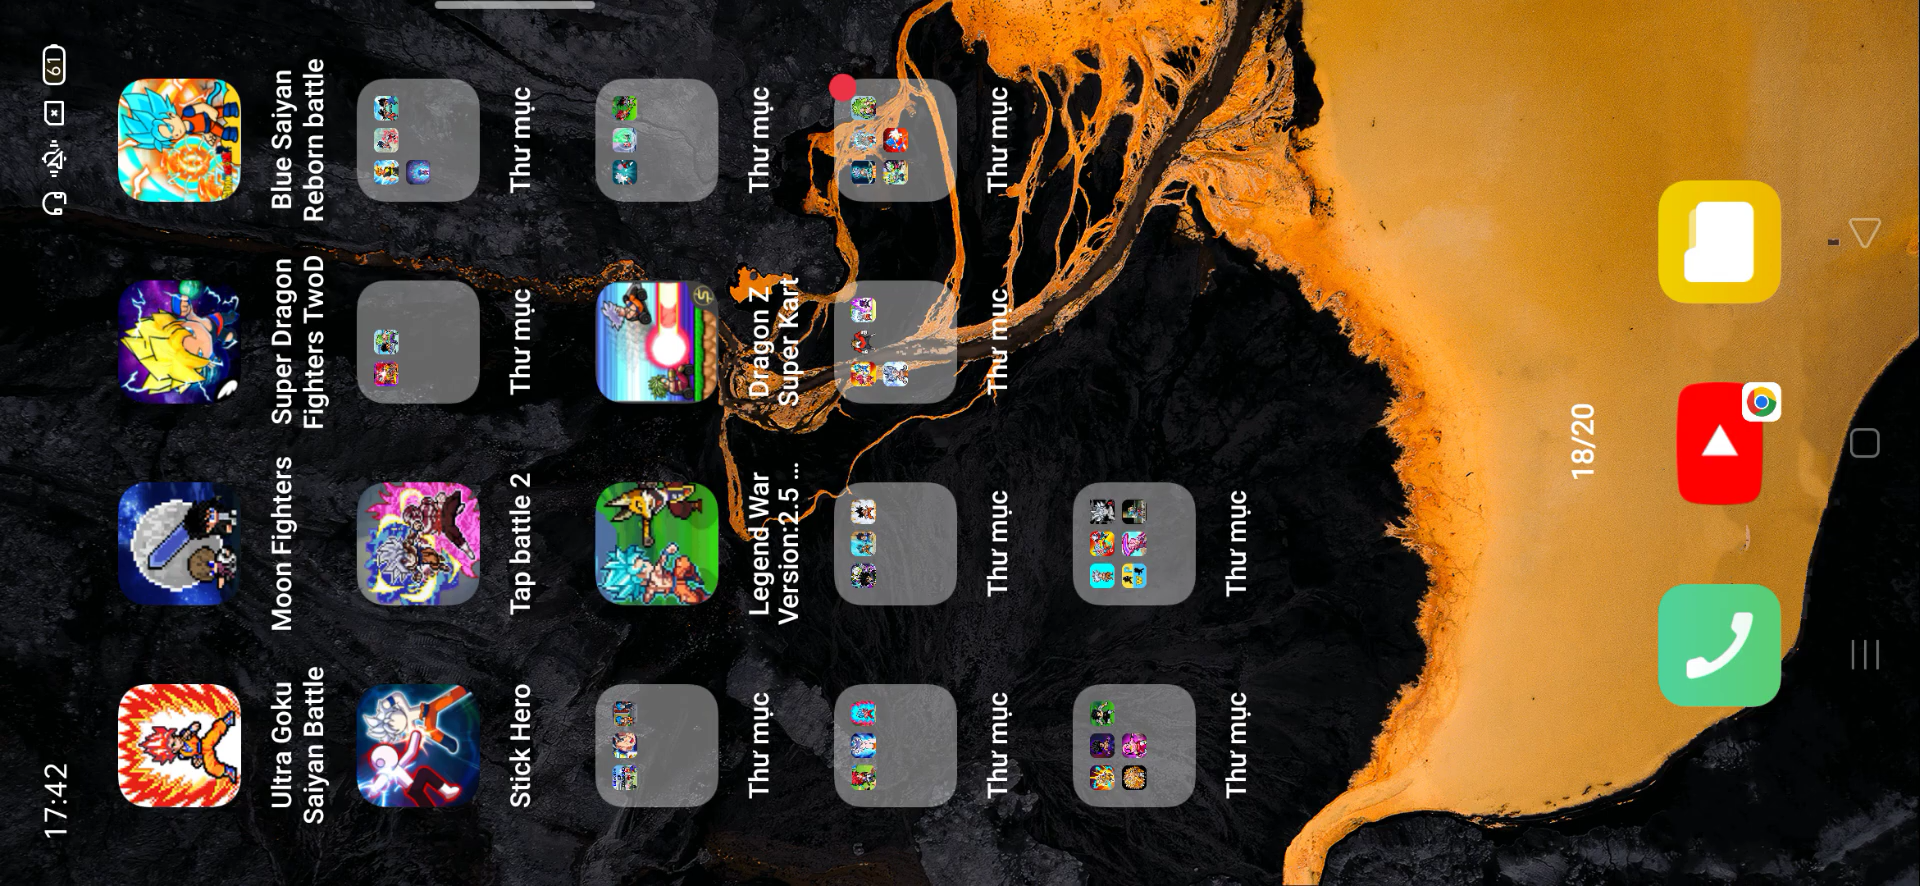 17:42
61
Ultra Goku
Saiyan Battle
Moon Fighters
Super Dragon
Fighters TwoD
Blue Saiyan
Reborn battle
Stick Hero
Tap battle 2
Thư mục
Thư mục
Thư mục
Legend War
Version:2.5 ...
Dragon Z
Super Kart
Thư mục
Thư mục
Thư mục
Thư mục
Thư mục
Thư mục
Thư mục
18/20